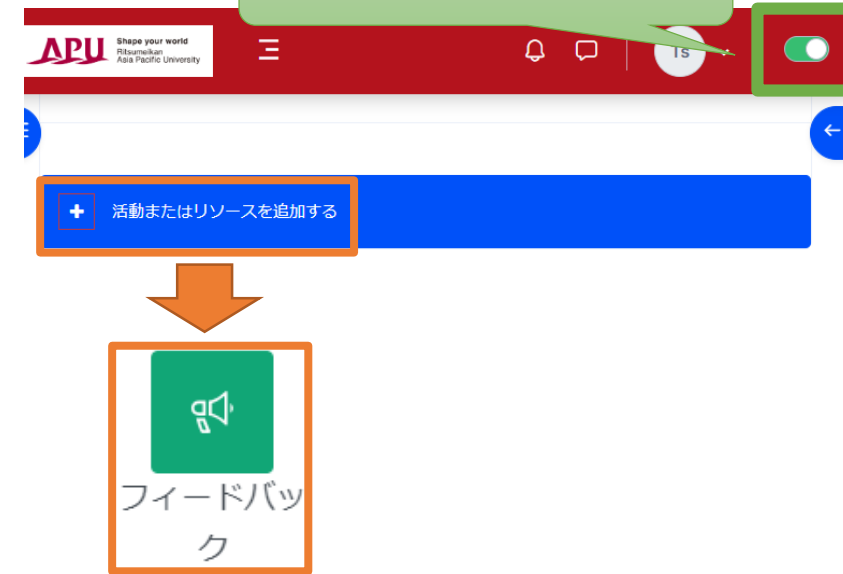 APU
Shape your world
Ritsumeikan
Asia Pacific University
TS
活動またはリソースを追加する
フィードバッ
ク